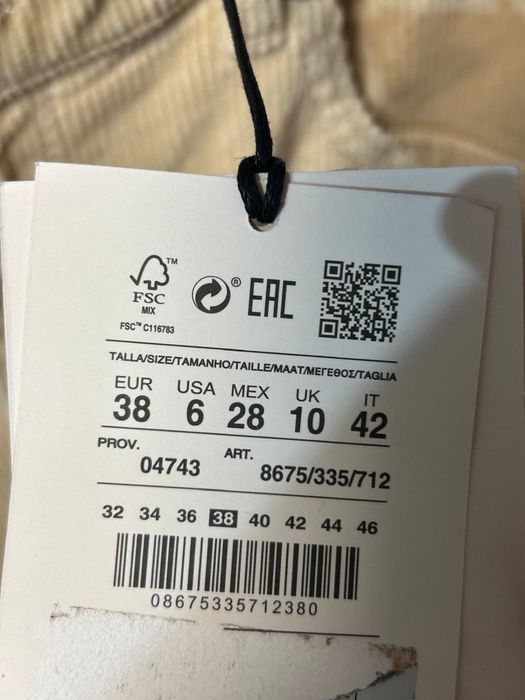 FSC™
MIX
FSC™ C116783
® EAC
TALLA/SIZE/TAMANHO/TAILLE/MAAT/ΜΕΓΕΘΟΣ/TAGLIA
EUR USA MEX UK IT
38 6 28 10 42
PROV. ART.
04743 8675/335/712
32 34 36 38 40 42 44 46
08675335712380